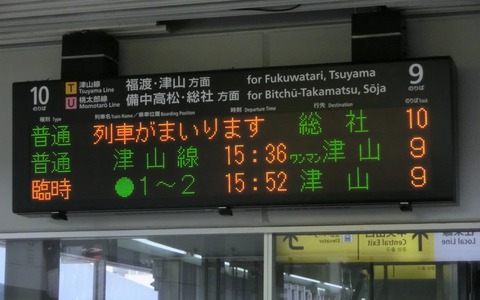 10 のりば
T 津山線 Tsuyama Line
U 桃太郎線 Momotarō Line
福渡・津山 方面 for Fukuwatari, Tsuyama
備中高松・総社 方面 for Bitchū-Takamatsu, Sōja
9 のりば
種別 Type 列車名 Train Name / 乗車位置 Boarding Position 時刻 Departure Time 行先 Destination のりば
普通 列車がまいります 総社 10
普通 津山線 15:36 ワンマン 津山 9
臨時 ●1〜2 15:52 津山 9
Elevator
Central Exit
Local Line